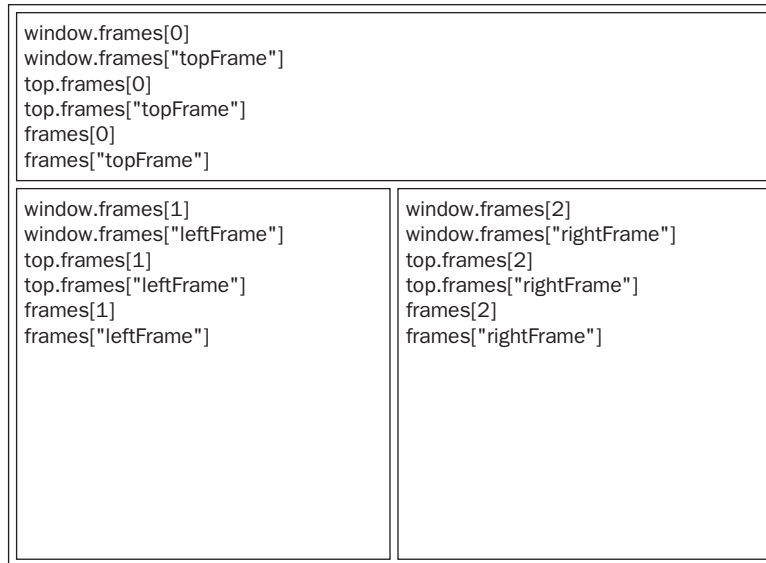 window.frames[0]
window.frames["topFrame"]
top.frames[0]
top.frames["topFrame"]
frames[0]
frames["topFrame"]
window.frames[1]
window.frames["leftFrame"]
top.frames[1]
top.frames["leftFrame"]
frames[1]
frames["leftFrame"]
window.frames[2]
window.frames["rightFrame"]
top.frames[2]
top.frames["rightFrame"]
frames[2]
frames["rightFrame"]